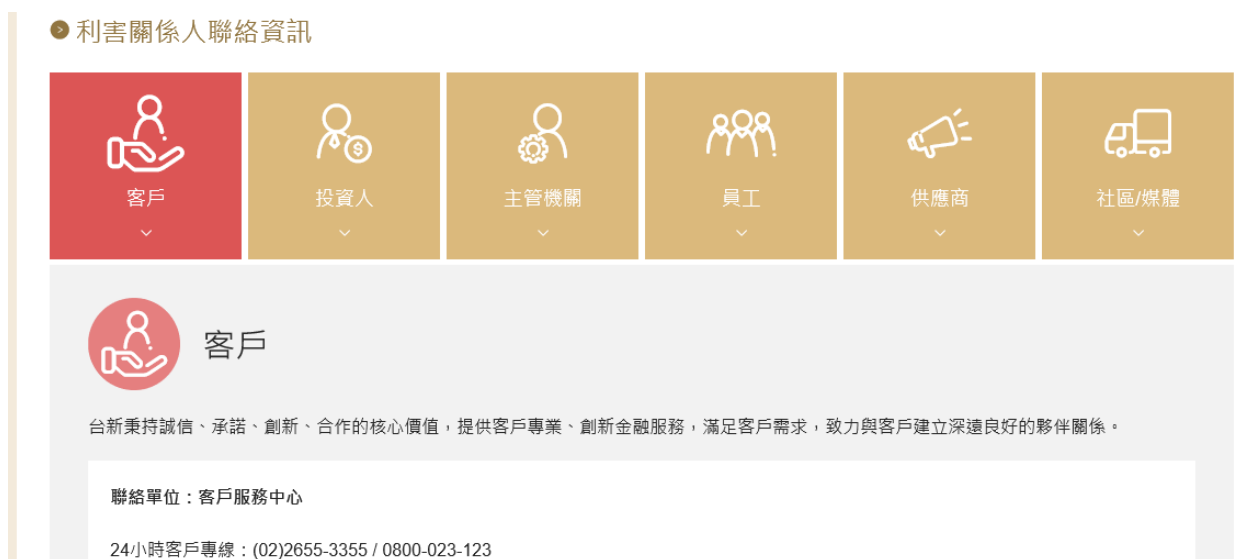 利害關係人聯絡資訊
客戶
投資人
主管機關
員工
供應商
社區/媒體
客戶
台新秉持誠信、承諾、創新、合作的核心價值，提供客戶專業、創新金融服務，滿足客戶需求，致力與客戶建立深遠良好的夥伴關係。
聯絡單位：客戶服務中心
24小時客戶專線：(02)2655-3355 / 0800-023-123